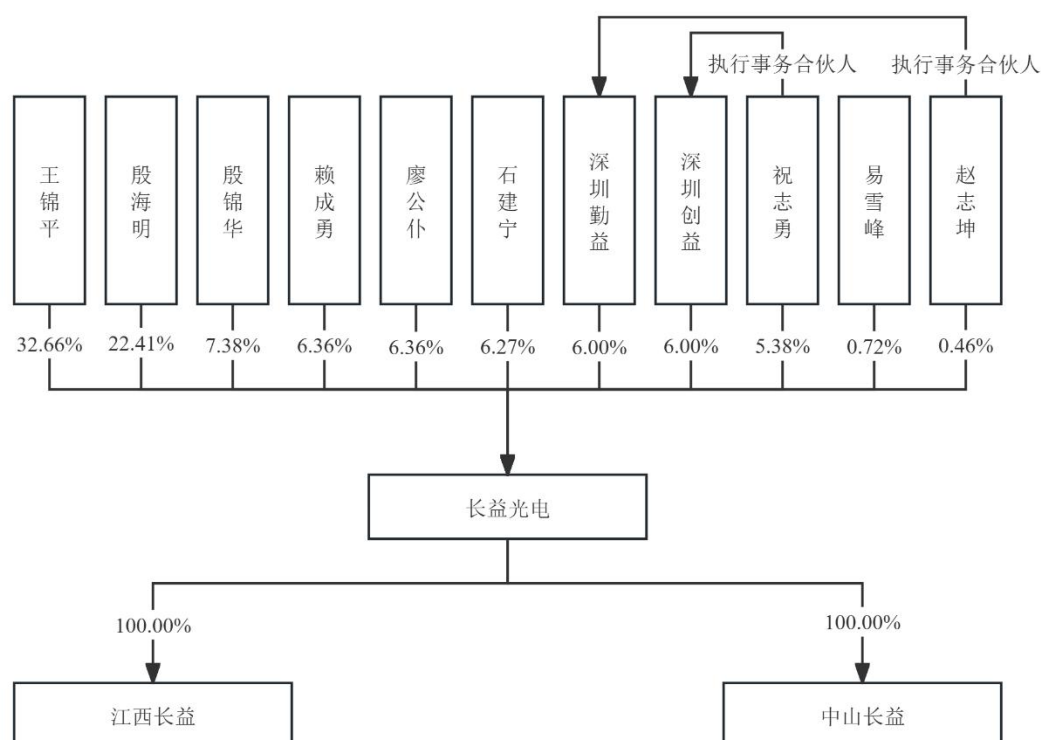 执行事务合伙人
执行事务合伙人
王锦平
殷海明
殷锦华
赖成勇
廖公仆
石建宁
深圳勤益
深圳创益
祝志勇
易雪峰
赵志坤
32.66%
22.41%
7.38%
6.36%
6.36%
6.27%
6.00%
6.00%
5.38%
0.72%
0.46%
长益光电
100.00%
100.00%
江西长益
中山长益